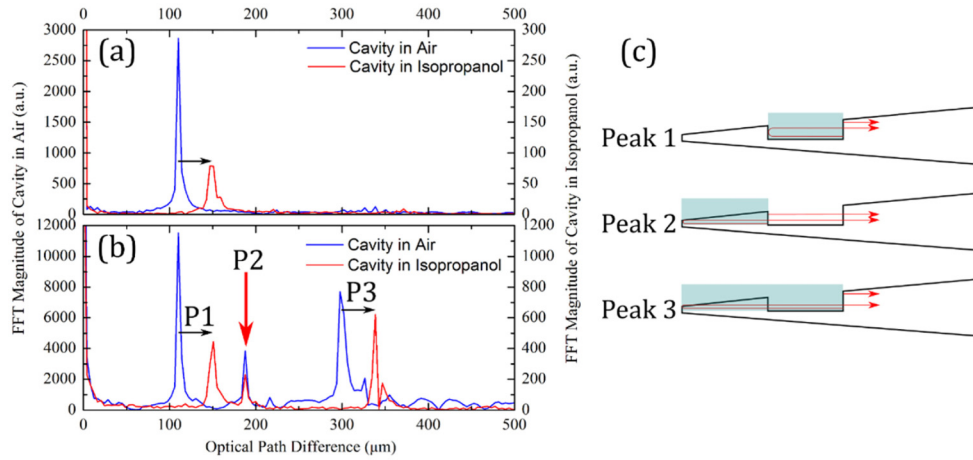 0 100 200 300 400 500
(a)
Cavity in Air
Cavity in Isopropanol
3000
2500
2000
1500
1000
500
0
300
250
200
150
100
50
0
FFT Magnitude of Cavity in Air (a.u.)
(b)
Cavity in Air
Cavity in Isopropanol
P1
P2
P3
12000
10000
8000
6000
4000
2000
0
1200
1000
800
600
400
200
0
FFT Magnitude of Cavity in Isopropanol (a.u.)
0 100 200 300 400 500
Optical Path Difference (μm)
(c)
Peak 1
Peak 2
Peak 3